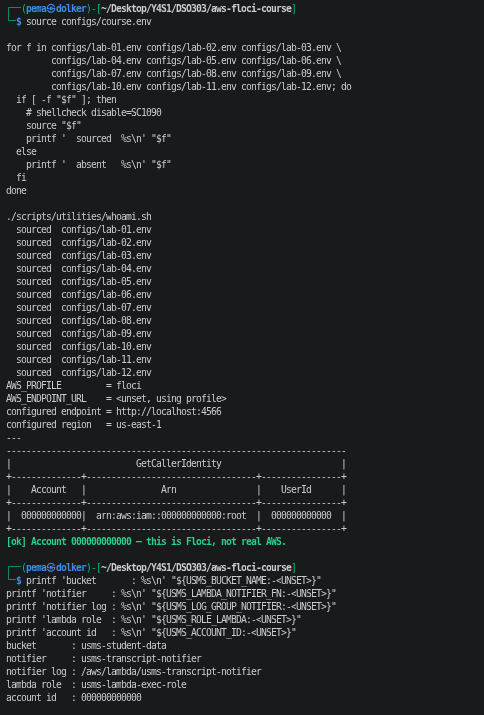 ┌──(pema㉿dolker)-[~/Desktop/Y4S1/DSO303/aws-floci-course]
└─$ source configs/course.env

for f in configs/lab-01.env configs/lab-02.env configs/lab-03.env \
         configs/lab-04.env configs/lab-05.env configs/lab-06.env \
         configs/lab-07.env configs/lab-08.env configs/lab-09.env \
         configs/lab-10.env configs/lab-11.env configs/lab-12.env; do
  if [ -f "$f" ]; then
    # shellcheck disable=SC1090
    source "$f"
    printf '  sourced  %s\n' "$f"
  else
    printf '  absent   %s\n' "$f"
  fi
done

./scripts/utilities/whoami.sh
  sourced  configs/lab-01.env
  sourced  configs/lab-02.env
  sourced  configs/lab-03.env
  sourced  configs/lab-04.env
  sourced  configs/lab-05.env
  sourced  configs/lab-06.env
  sourced  configs/lab-07.env
  sourced  configs/lab-08.env
  sourced  configs/lab-09.env
  sourced  configs/lab-10.env
  sourced  configs/lab-11.env
  sourced  configs/lab-12.env
AWS_PROFILE         = floci
AWS_ENDPOINT_URL    = <unset, using profile>
configured endpoint = http://localhost:4566
configured region   = us-east-1
---
--------------------------------------------------------------------
|                         GetCallerIdentity                        |
+--------------+----------------------------------+----------------+
|    Account   |               Arn                |    UserId      |
+--------------+----------------------------------+----------------+
|  000000000000|  arn:aws:iam::000000000000:root  |  000000000000  |
+--------------+----------------------------------+----------------+
[ok] Account 000000000000 — this is Floci, not real AWS.

┌──(pema㉿dolker)-[~/Desktop/Y4S1/DSO303/aws-floci-course]
└─$ printf 'bucket       : %s\n' "${USMS_BUCKET_NAME:-<UNSET>}"
printf 'notifier     : %s\n' "${USMS_LAMBDA_NOTIFIER_FN:-<UNSET>}"
printf 'notifier log : %s\n' "${USMS_LOG_GROUP_NOTIFIER:-<UNSET>}"
printf 'lambda role  : %s\n' "${USMS_ROLE_LAMBDA:-<UNSET>}"
printf 'account id   : %s\n' "${USMS_ACCOUNT_ID:-<UNSET>}"
bucket       : usms-student-data
notifier     : usms-transcript-notifier
notifier log : /aws/lambda/usms-transcript-notifier
lambda role  : usms-lambda-exec-role
account id   : 000000000000